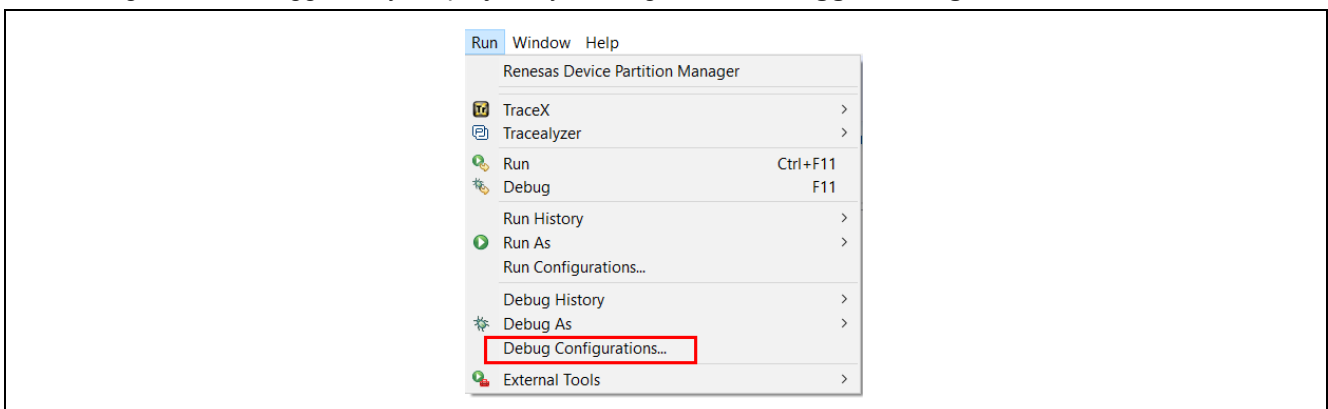 Run Window Help
Renesas Device Partition Manager
TraceX >
Tracealyzer >
Run Ctrl+F11
Debug F11
Run History >
Run As >
Run Configurations...
Debug History >
Debug As >
Debug Configurations...
External Tools >